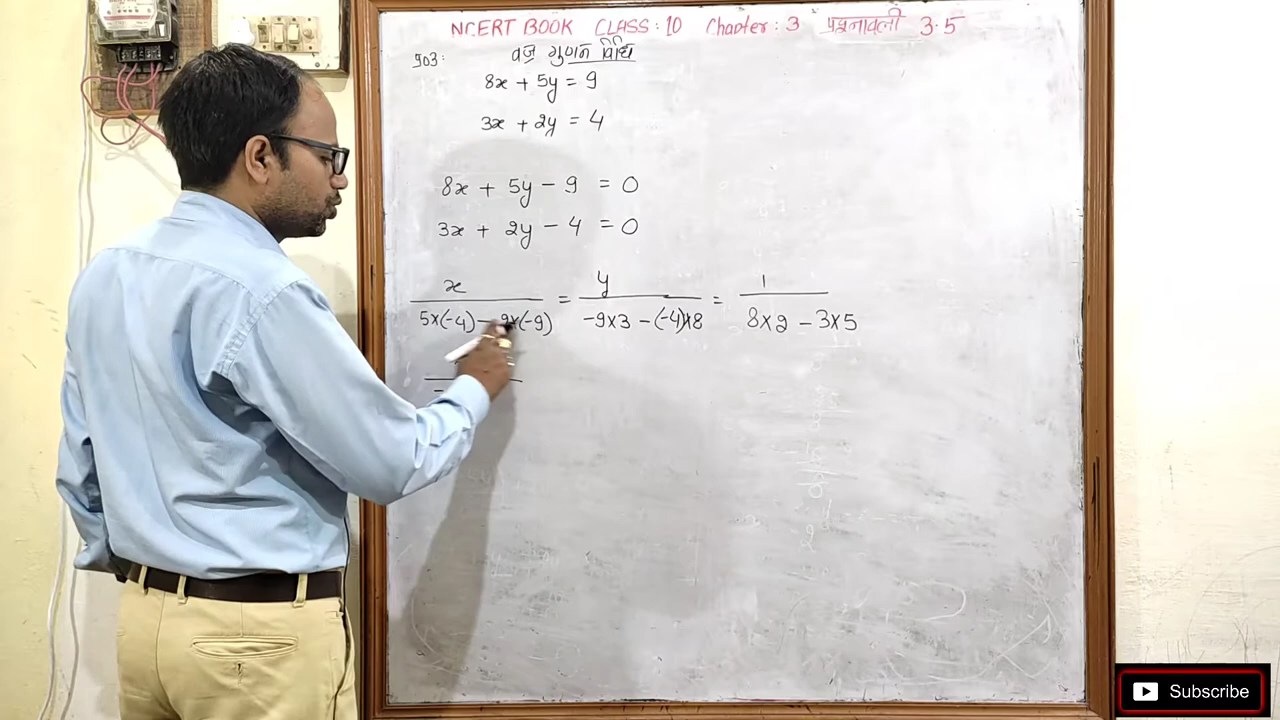 NCERT BOOK CLASS: 10 Chapter: 3 प्रश्नावली 3.5
प्र03:
वज्र गुणन विधि
8x + 5y = 9
3x + 2y = 4
8x + 5y - 9 = 0
3x + 2y - 4 = 0
x = y = 1
5x(-4) - 2x(-9) -9x3 - (-4)x8 8x2 - 3x5
Subscribe